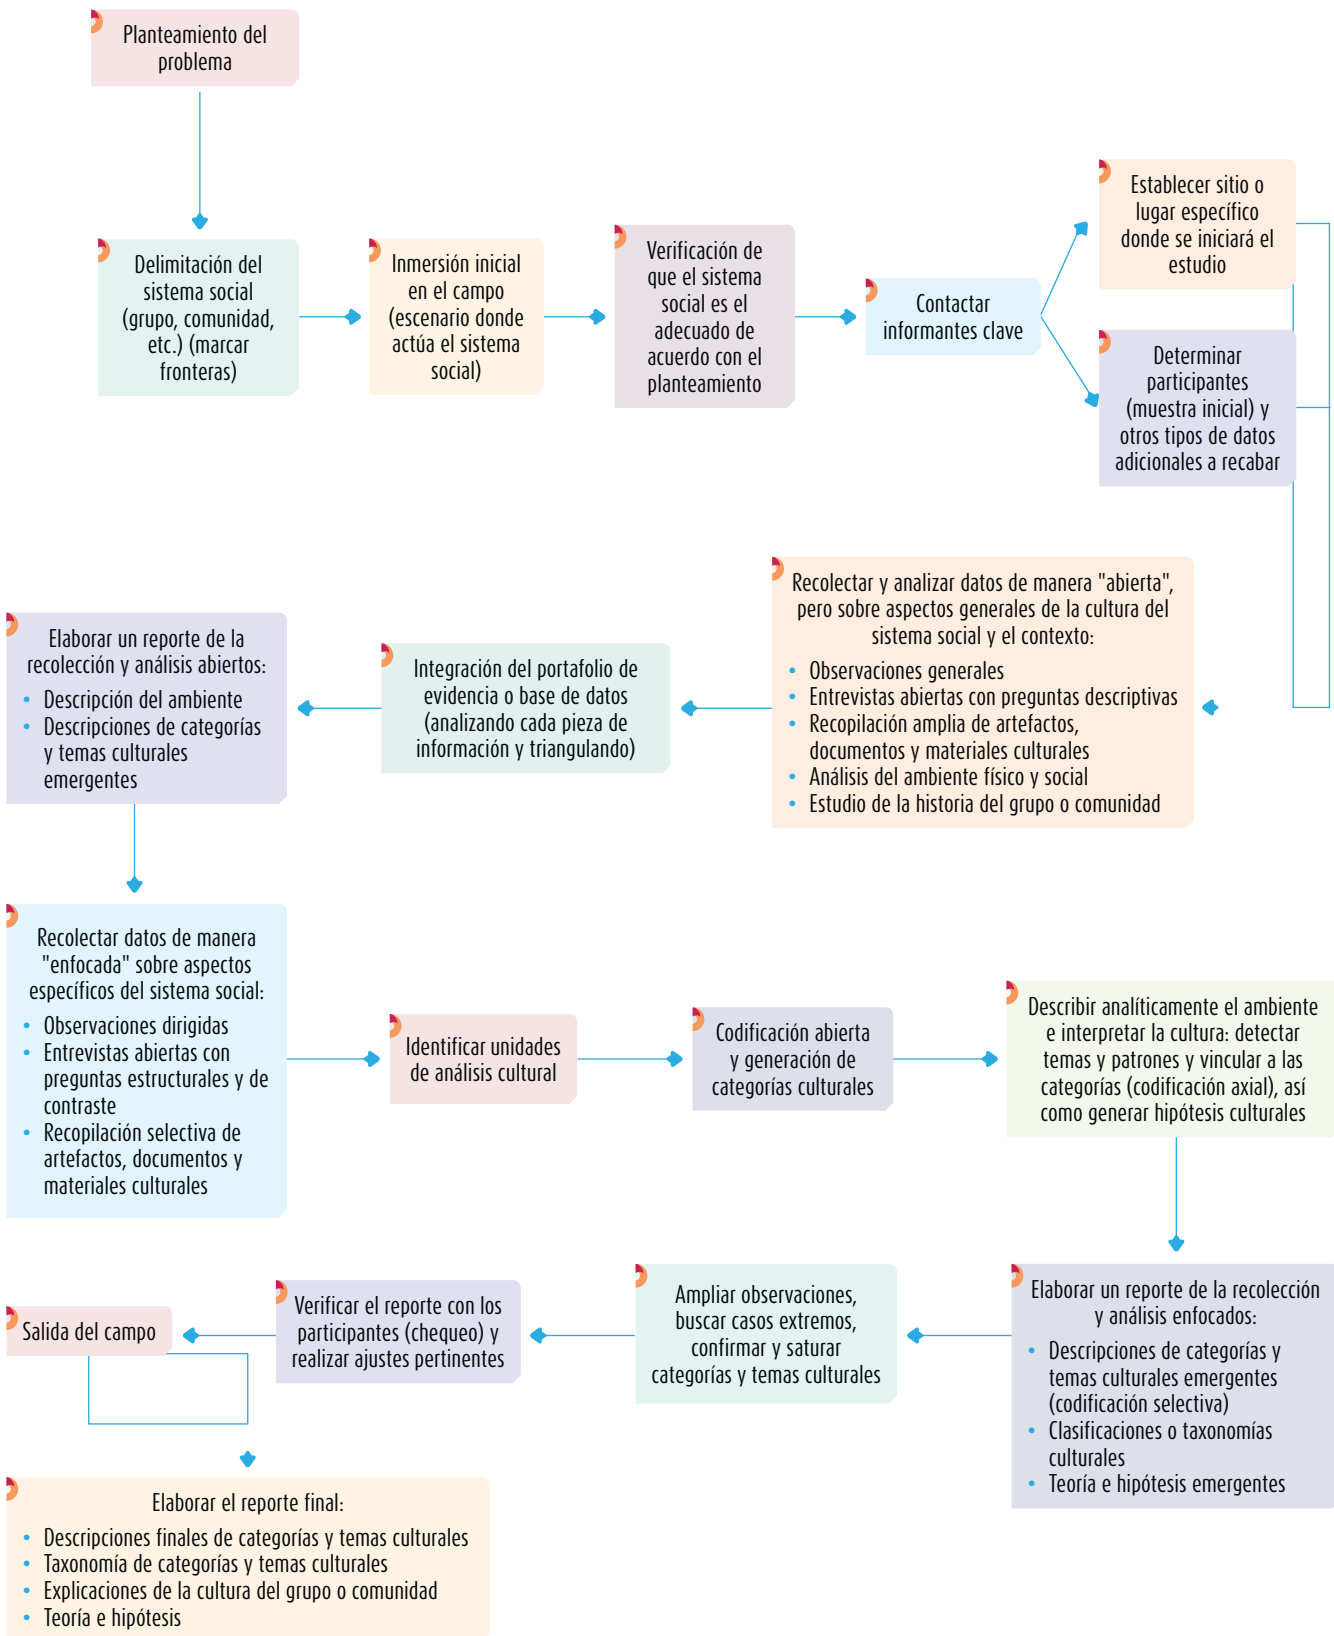 Planteamiento del
problema
Establecer sitio o
lugar específico
donde se iniciará el
estudio
Delimitación del
sistema social
(grupo, comunidad,
etc.) (marcar
fronteras)
Inmersión inicial
en el campo
(escenario donde
actúa el sistema
social)
Verificación de
que el sistema
social es el
adecuado de
acuerdo con el
planteamiento
Contactar
informantes clave
Determinar
participantes
(muestra inicial) y
otros tipos de datos
adicionales a recabar
Recolectar y analizar datos de manera "abierta",
pero sobre aspectos generales de la cultura del
sistema social y el contexto:
• Observaciones generales
• Entrevistas abiertas con preguntas descriptivas
• Recopilación amplia de artefactos,
documentos y materiales culturales
• Análisis del ambiente físico y social
• Estudio de la historia del grupo o comunidad
Integración del portafolio de
evidencia o base de datos
(analizando cada pieza de
información y triangulando)
Elaborar un reporte de la
recolección y análisis abiertos:
• Descripción del ambiente
• Descripciones de categorías
y temas culturales
emergentes
Recolectar datos de manera
"enfocada" sobre aspectos
específicos del sistema social:
• Observaciones dirigidas
• Entrevistas abiertas con
preguntas estructurales y de
contraste
• Recopilación selectiva de
artefactos, documentos y
materiales culturales
Identificar unidades
de análisis cultural
Codificación abierta
y generación de
categorías culturales
Describir analíticamente el ambiente
e interpretar la cultura: detectar
temas y patrones y vincular a las
categorías (codificación axial), así
como generar hipótesis culturales
Elaborar un reporte de la recolección
y análisis enfocados:
• Descripciones de categorías y
temas culturales emergentes
(codificación selectiva)
• Clasificaciones o taxonomías
culturales
• Teoría e hipótesis emergentes
Ampliar observaciones,
buscar casos extremos,
confirmar y saturar
categorías y temas culturales
Verificar el reporte con los
participantes (chequeo) y
realizar ajustes pertinentes
Salida del campo
Elaborar el reporte final:
• Descripciones finales de categorías y temas culturales
• Taxonomía de categorías y temas culturales
• Explicaciones de la cultura del grupo o comunidad
• Teoría e hipótesis